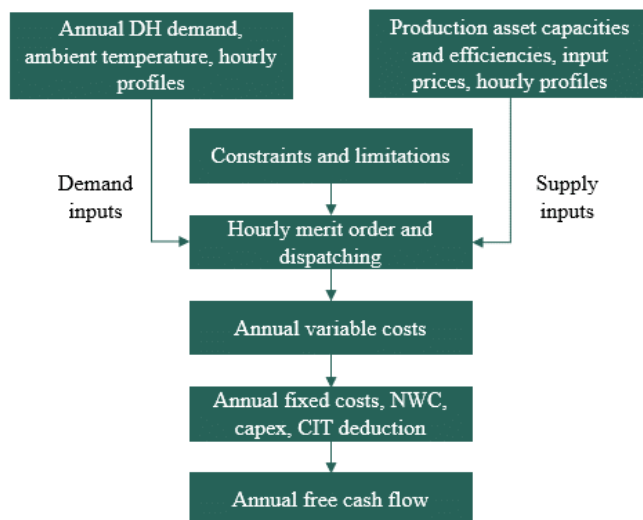 Annual DH demand,
ambient temperature, hourly
profiles
Production asset capacities
and efficiencies, input
prices, hourly profiles
Constraints and limitations
Demand
inputs
Supply
inputs
Hourly merit order and
dispatching
Annual variable costs
Annual fixed costs, NWC,
capex, CIT deduction
Annual free cash flow